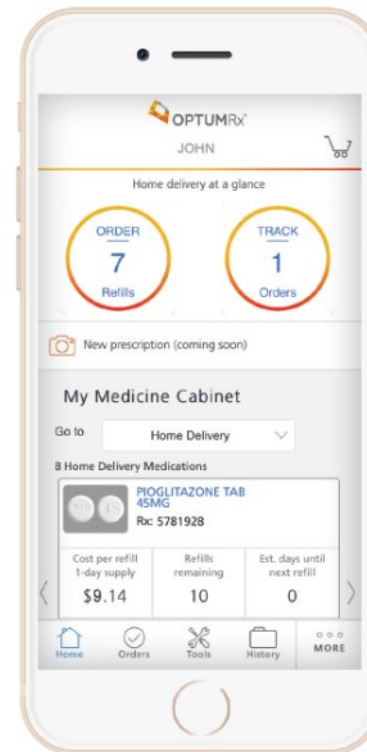 OPTUMRx
JOHN
Home delivery at a glance
ORDER
7
Refills
TRACK
1
Orders
New prescription (coming soon)
My Medicine Cabinet
Go to
Home Delivery
8 Home Delivery Medications
PIOGLITAZONE TAB
45MG
Rx: 5781928
Cost per refill
1-day supply
$9.14
Refills
remaining
10
Est. days until
next refill
0
Home
Orders
Tools
History
MORE